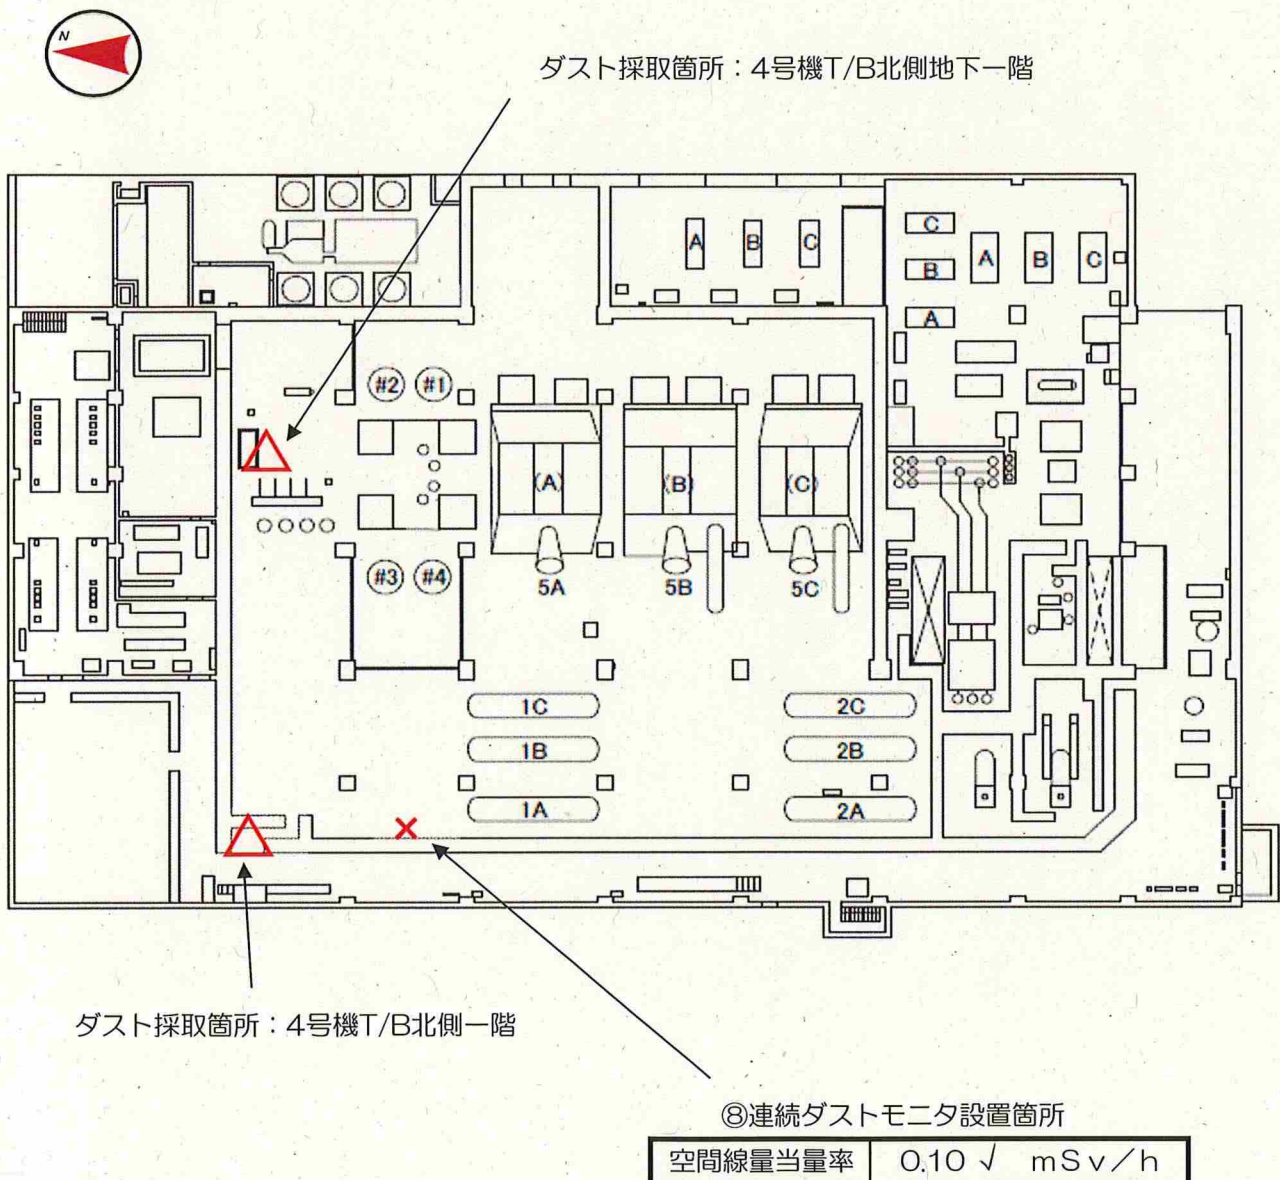 N
ダスト採取箇所：4号機T/B北側地下一階
A B C
C
B
A
A B C
#2 #1
(A) (B) (C)
#3 #4
5A 5B 5C
1C 2C
1B 2B
1A 2A
×
ダスト採取箇所：4号機T/B北側一階
⑧連続ダストモニタ設置箇所
空間線量当量率 0.10 √ mSv／h